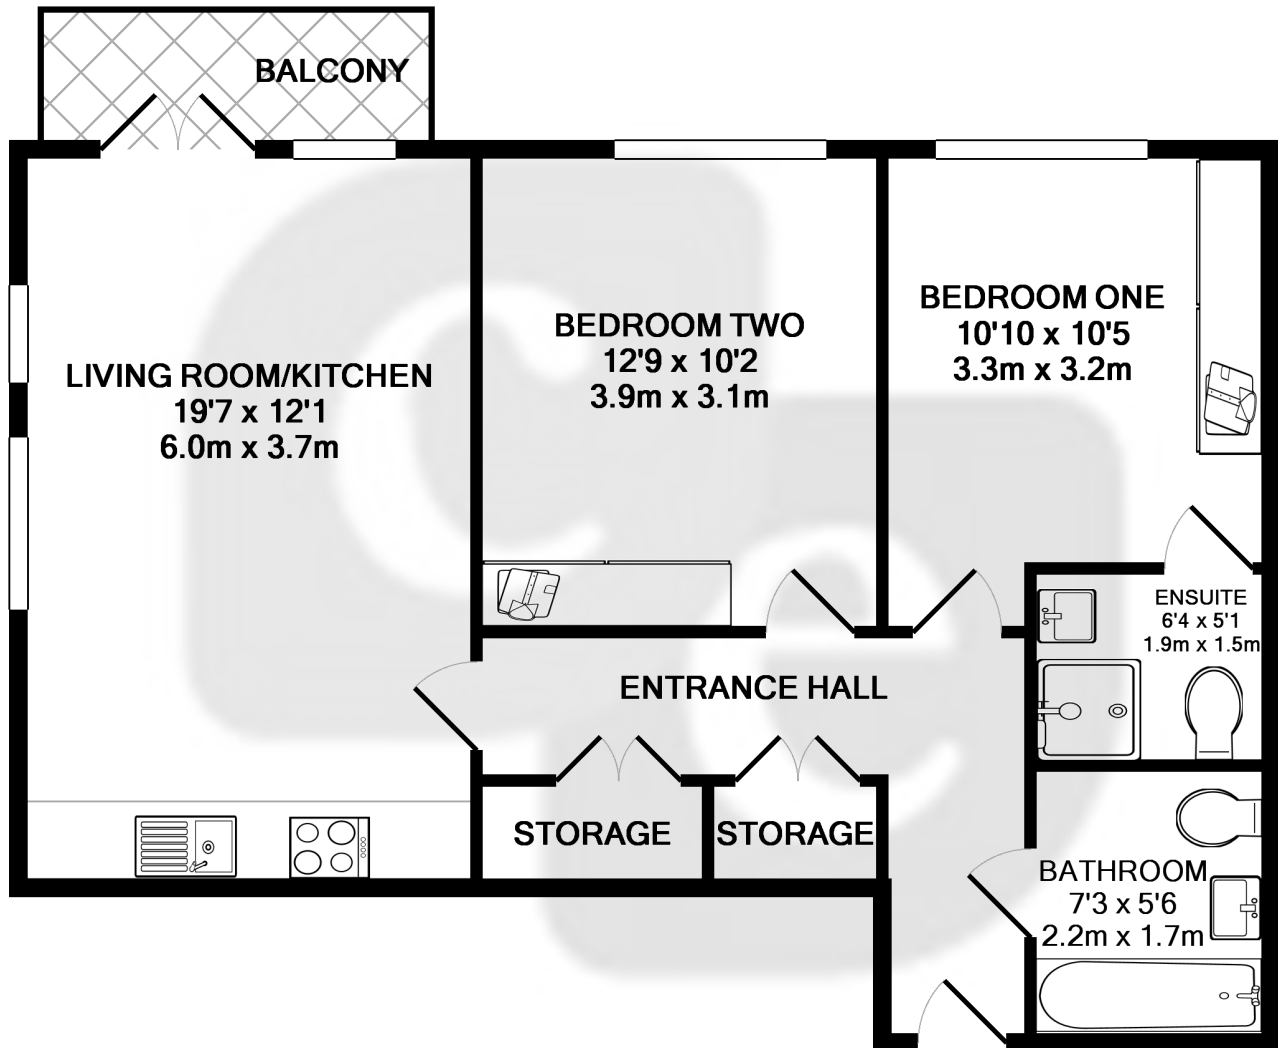 BALCONY
LIVING ROOM/KITCHEN
19'7 x 12'1
6.0m x 3.7m
BEDROOM TWO
12'9 x 10'2
3.9m x 3.1m
BEDROOM ONE
10'10 x 10'5
3.3m x 3.2m
ENSUITE
6'4 x 5'1
1.9m x 1.5m
ENTRANCE HALL
STORAGE
STORAGE
BATHROOM
7'3 x 5'6
2.2m x 1.7m